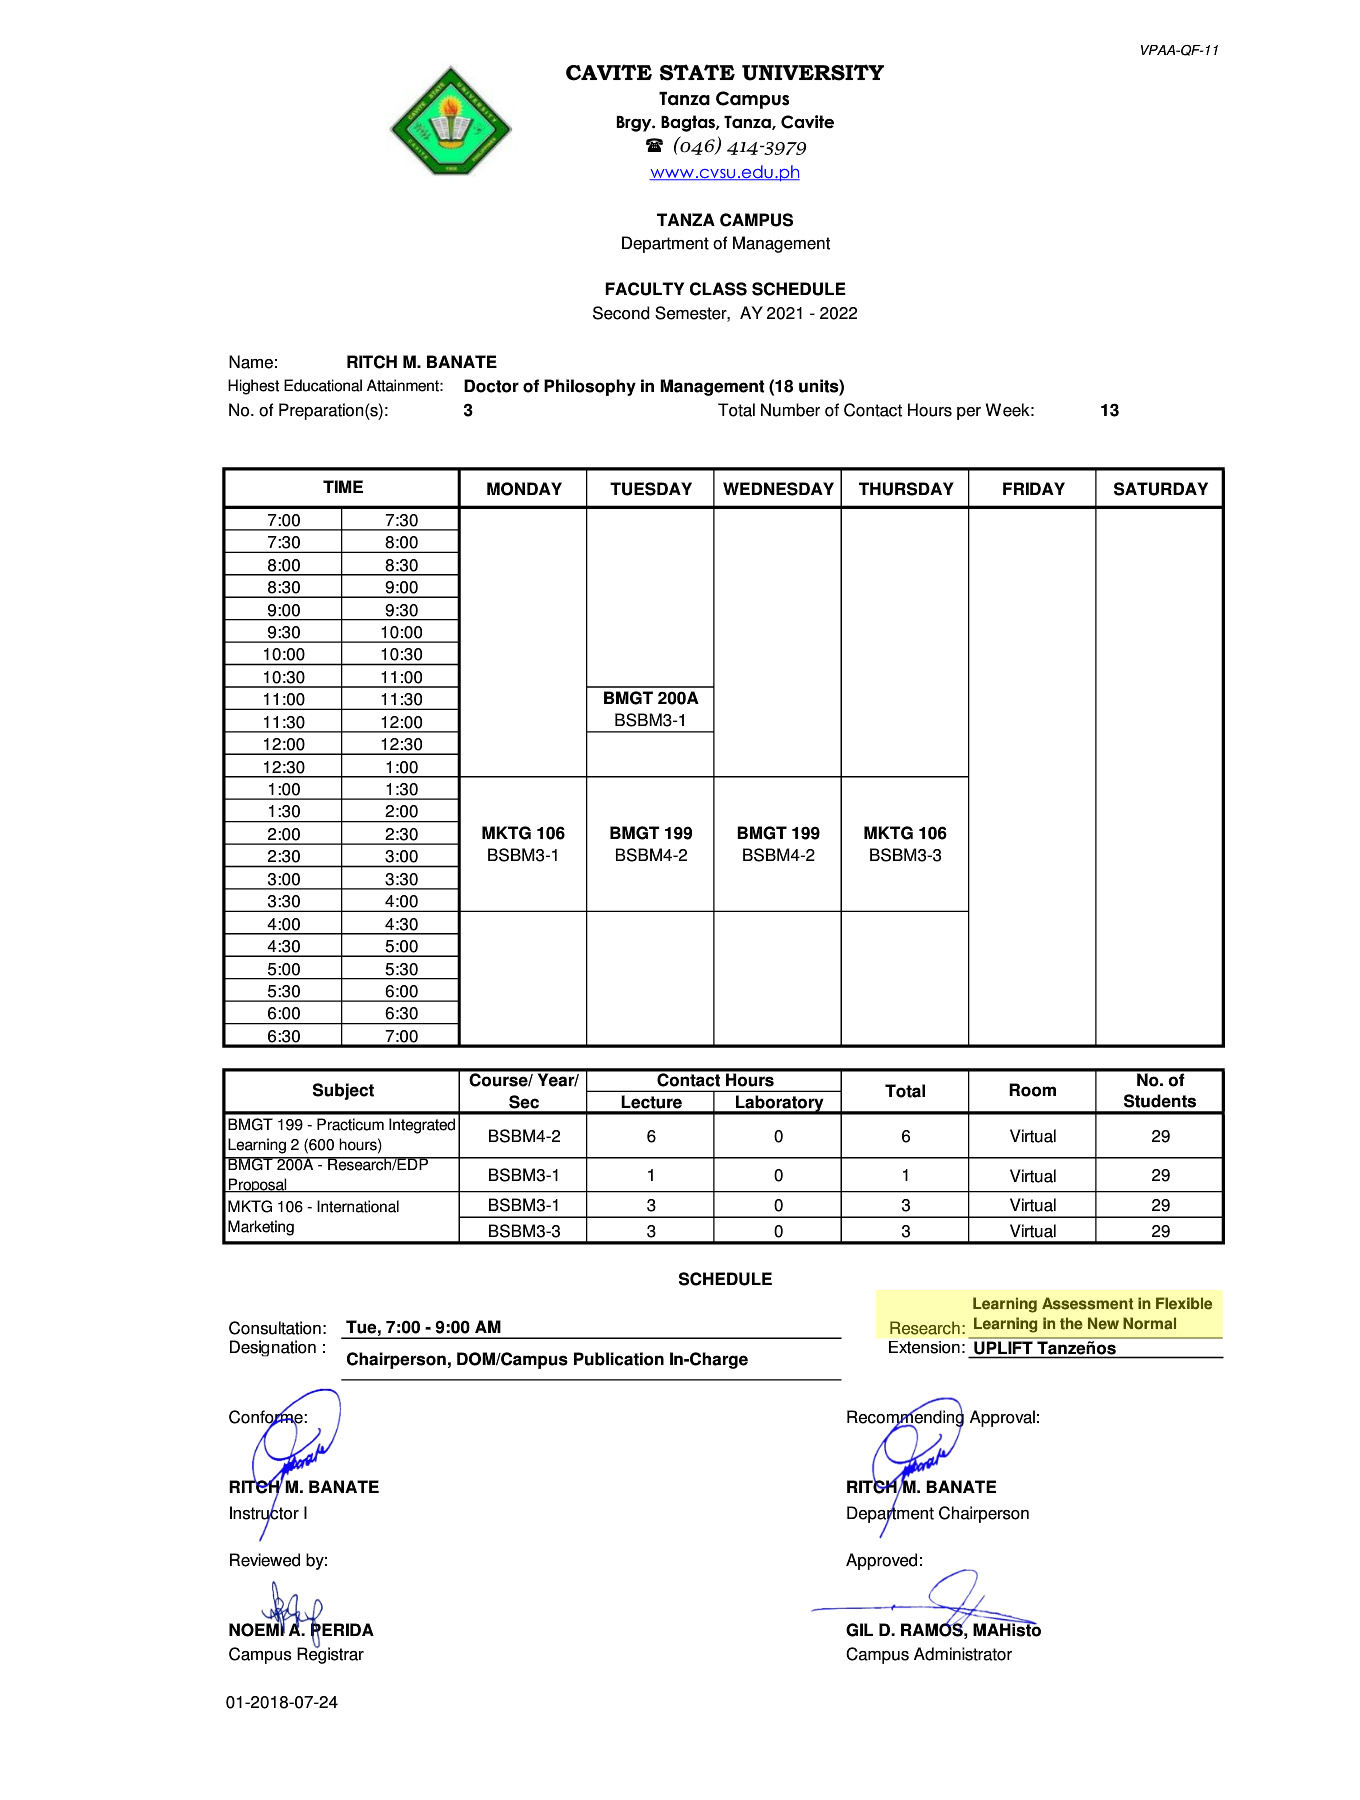 VPAA-QF-11
CAVITE STATE UNIVERSITY
Tanza Campus
Brgy. Bagtas, Tanza, Cavite
☎ (046) 414-3979
www.cvsu.edu.ph
TANZA CAMPUS
Department of Management
FACULTY CLASS SCHEDULE
Second Semester, AY 2021 - 2022
Name: RITCH M. BANATE
Highest Educational Attainment: Doctor of Philosophy in Management (18 units)
No. of Preparation(s): 3 Total Number of Contact Hours per Week: 13
TIME MONDAY TUESDAY WEDNESDAY THURSDAY FRIDAY SATURDAY
7:00 7:30
7:30 8:00
8:00 8:30
8:30 9:00
9:00 9:30
9:30 10:00
10:00 10:30
10:30 11:00
11:00 11:30 BMGT 200A
11:30 12:00 BSBM3-1
12:00 12:30
12:30 1:00
1:00 1:30
1:30 2:00
2:00 2:30 MKTG 106 BMGT 199 BMGT 199 MKTG 106
2:30 3:00 BSBM3-1 BSBM4-2 BSBM4-2 BSBM3-3
3:00 3:30
3:30 4:00
4:00 4:30
4:30 5:00
5:00 5:30
5:30 6:00
6:00 6:30
6:30 7:00
Subject Course/ Year/ Sec Contact Hours Total Room No. of Students
Lecture Laboratory
BMGT 199 - Practicum Integrated
Learning 2 (600 hours) BSBM4-2 6 0 6 Virtual 29
BMGT 200A - Research/EDP
Proposal BSBM3-1 1 0 1 Virtual 29
MKTG 106 - International
Marketing BSBM3-1 3 0 3 Virtual 29
BSBM3-3 3 0 3 Virtual 29
SCHEDULE
Consultation: Tue, 7:00 - 9:00 AM
Designation : Chairperson, DOM/Campus Publication In-Charge
Research: Learning Assessment in Flexible
Learning in the New Normal
Extension: UPLIFT Tanzeños
Conforme:
RITCH M. BANATE
Instructor I
Recommending Approval:
RITCH M. BANATE
Department Chairperson
Reviewed by:
NOEMI A. PERIDA
Campus Registrar
Approved:
GIL D. RAMOS, MAHisto
Campus Administrator
01-2018-07-24